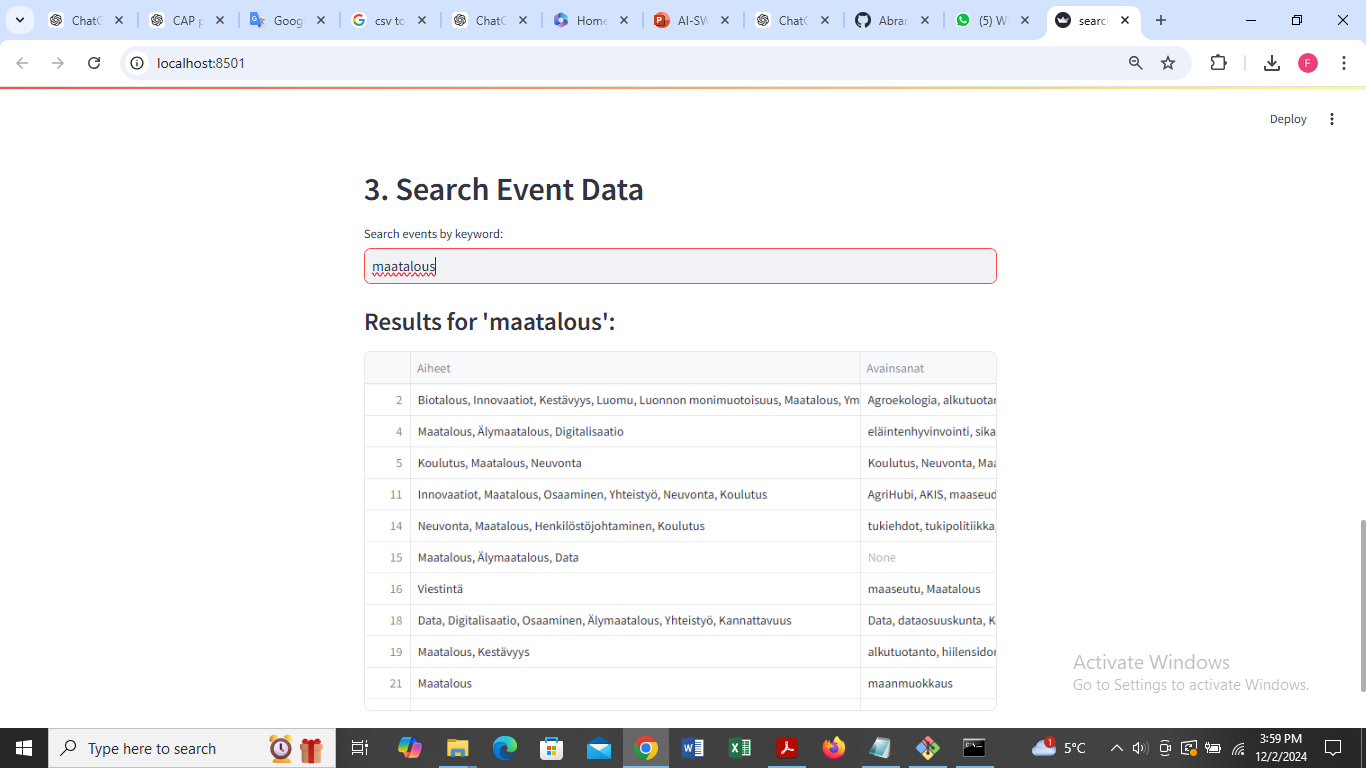 ChatG CAP p Goog csv to ChatG Home AI-SW ChatG Abrar (5) W searc
localhost:8501 F
Deploy
3. Search Event Data
Search events by keyword:
maatalous
Results for 'maatalous':
Aiheet Avainsanat
2 Biotalous, Innovaatiot, Kestävyys, Luomu, Luonnon monimuotoisuus, Maatalous, Ym Agroekologia, alkutuotan
4 Maatalous, Älymaatalous, Digitalisaatio eläintenhyvinvointi, sika
5 Koulutus, Maatalous, Neuvonta Koulutus, Neuvonta, Maa
11 Innovaatiot, Maatalous, Osaaminen, Yhteistyö, Neuvonta, Koulutus AgriHubi, AKIS, maaseud
14 Neuvonta, Maatalous, Henkilöstöjohtaminen, Koulutus tukiehdot, tukipolitiikka,
15 Maatalous, Älymaatalous, Data None
16 Viestintä maaseutu, Maatalous
18 Data, Digitalisaatio, Osaaminen, Älymaatalous, Yhteistyö, Kannattavuus Data, dataosuuskunta, K
19 Maatalous, Kestävyys alkutuotanto, hiilensidon
21 Maatalous maanmuokkaus
Activate Windows
Go to Settings to activate Windows.
Type here to search 1 5°C 3:59 PM
12/2/2024